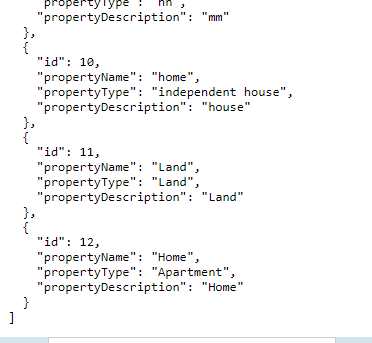 "propertyType": "nn",
"propertyDescription": "mm"
},
{
"id": 10,
"propertyName": "home",
"propertyType": "independent house",
"propertyDescription": "house"
},
{
"id": 11,
"propertyName": "Land",
"propertyType": "Land",
"propertyDescription": "Land"
},
{
"id": 12,
"propertyName": "Home",
"propertyType": "Apartment",
"propertyDescription": "Home"
}
]